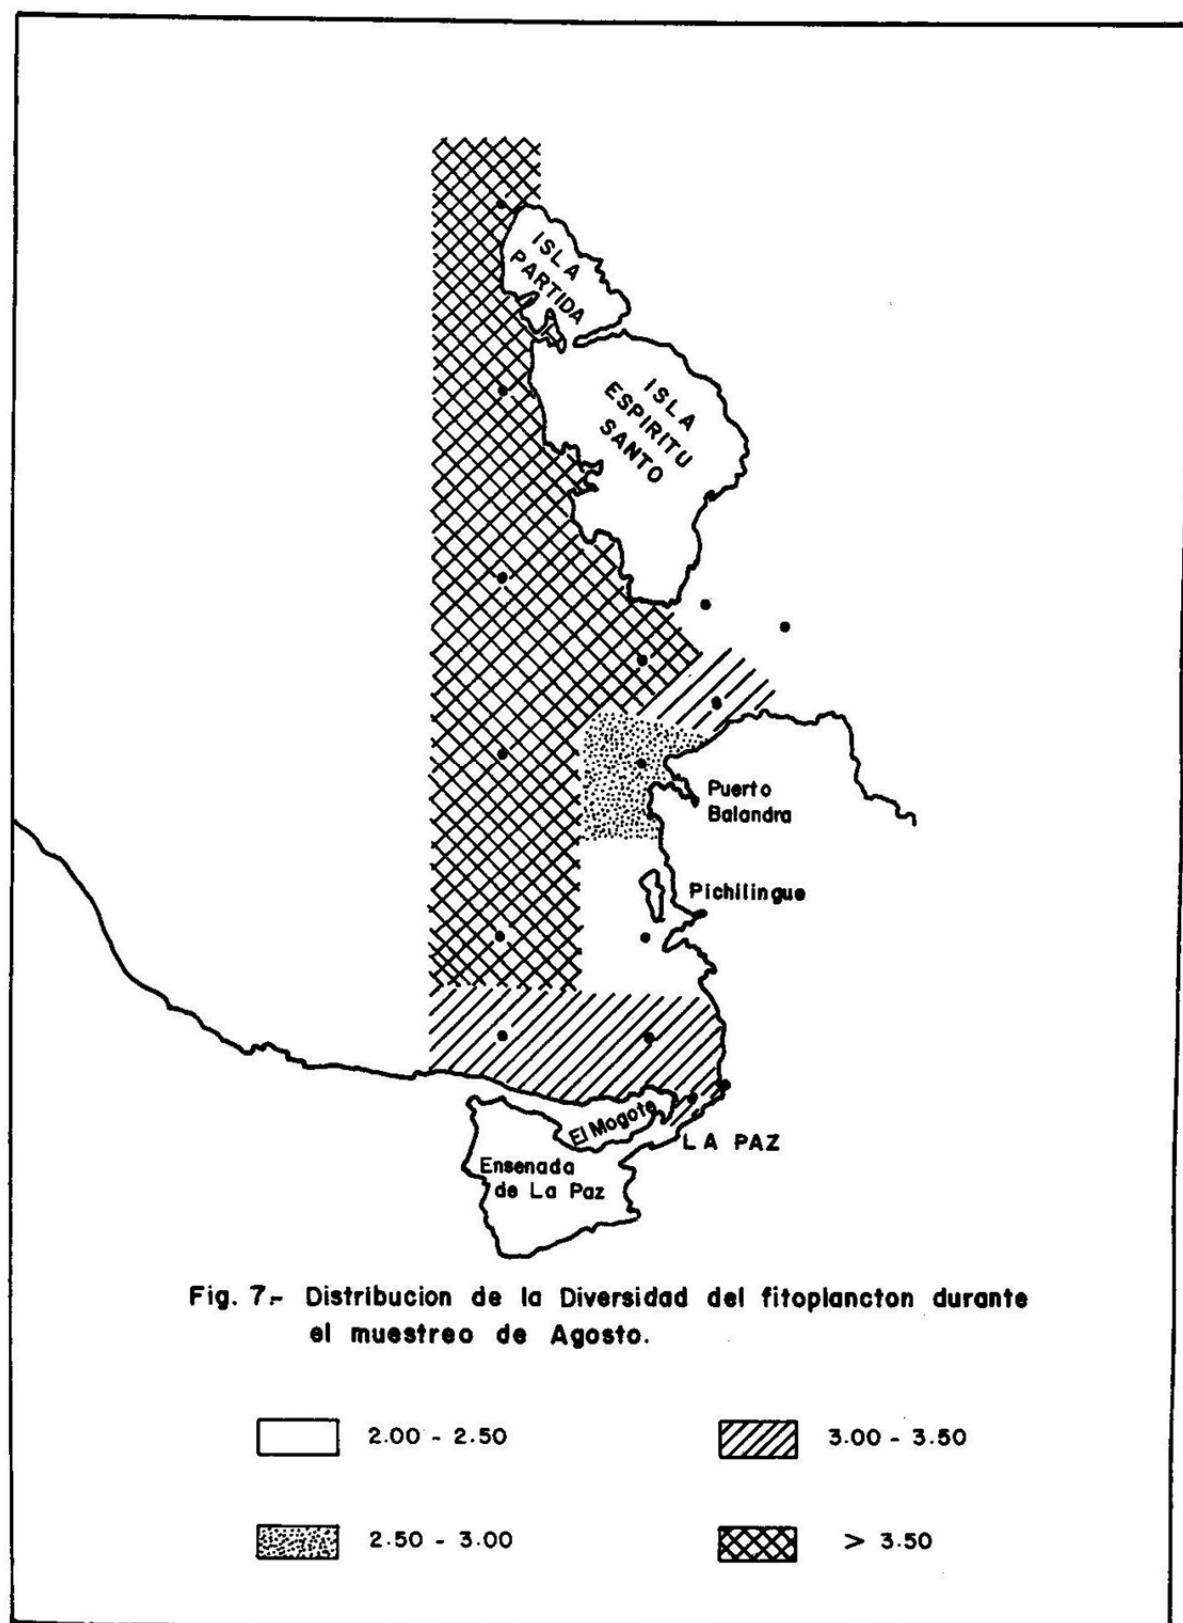 ISLA
PARTIDA
ISLA
ESPIRITU
SANTO
Puerto
Balandra
Pichilingue
El Mogote
LA PAZ
Ensenada
de La Paz
Fig. 7.- Distribucion de la Diversidad del fitoplancton durante
el muestreo de Agosto.
2.00 - 2.50
3.00 - 3.50
2.50 - 3.00
> 3.50